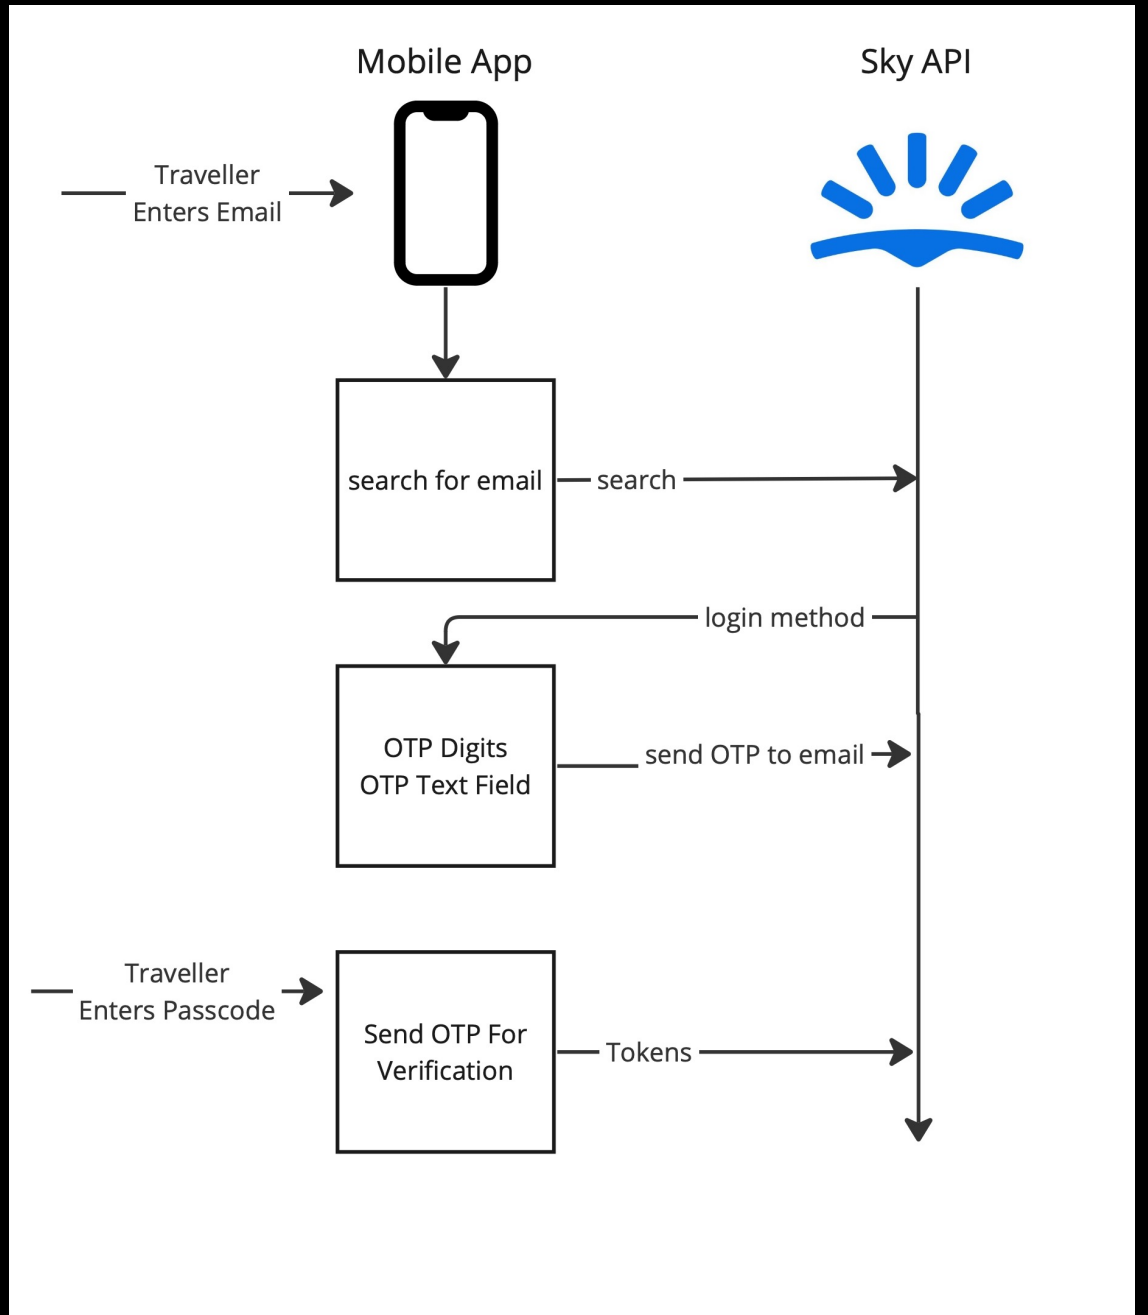 Mobile App
Sky API
Traveller
Enters Email
search for email
search
login method
OTP Digits
OTP Text Field
send OTP to email
Traveller
Enters Passcode
Send OTP For
Verification
Tokens